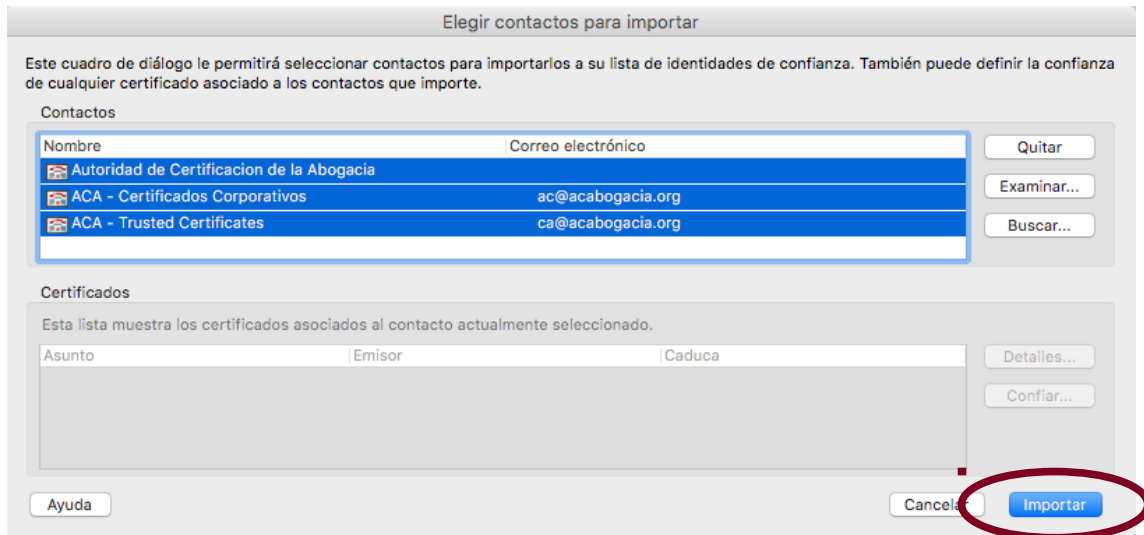 Elegir contactos para importar
Este cuadro de diálogo le permitirá seleccionar contactos para importarlos a su lista de identidades de confianza. También puede definir la confianza
de cualquier certificado asociado a los contactos que importe.
Contactos
Nombre Correo electrónico
Autoridad de Certificacion de la Abogacia
ACA - Certificados Corporativos ac@acabogacia.org
ACA - Trusted Certificates ca@acabogacia.org
Quitar
Examinar...
Buscar...
Certificados
Esta lista muestra los certificados asociados al contacto actualmente seleccionado.
Asunto Emisor Caduca
Detalles...
Confiar...
Ayuda Cancelar Importar